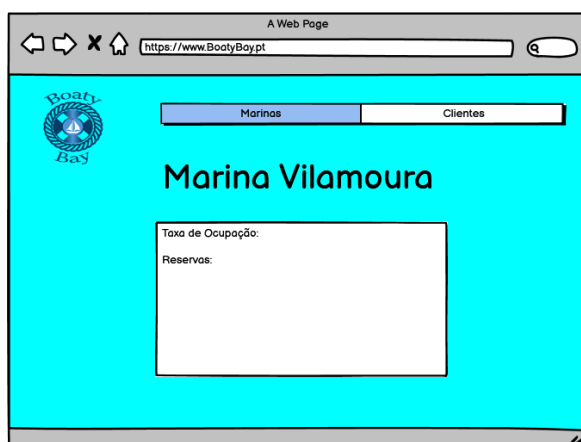 A Web Page
https://www.BoatyBay.pt
Boaty
Bay
Marinas
Clientes
Marina Vilamoura
Taxa de Ocupação:
Reservas: